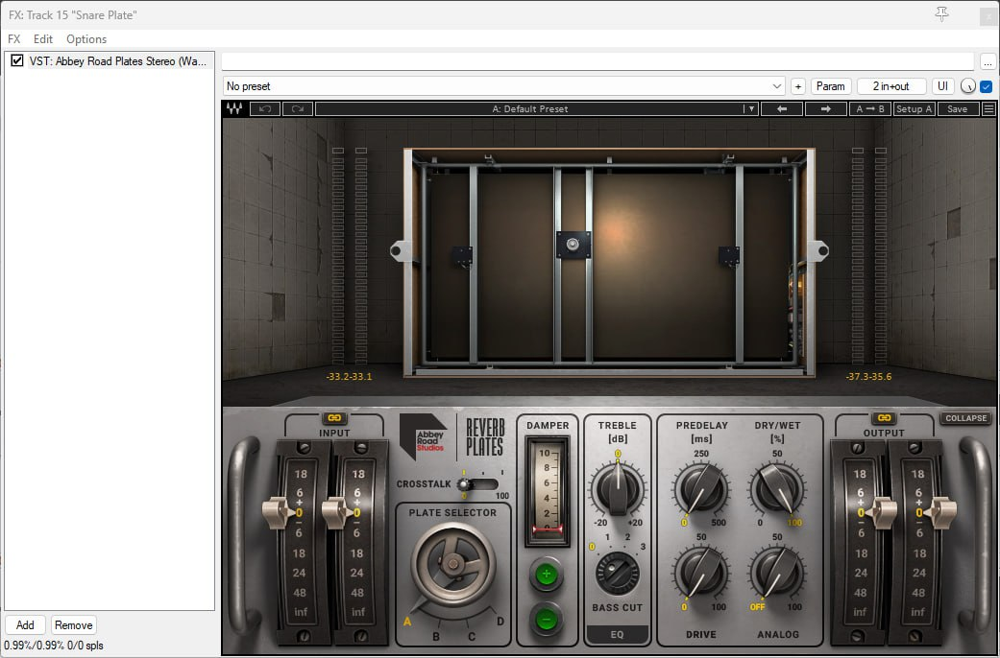 FX: Track 15 "Snare Plate"
x
FX Edit Options
VST: Abbey Road Plates Stereo (Wa...
...
No preset
+ Param 2 in+out UI
A: Default Preset
A → B Setup A Save
-33.2-33.1
-37.3-35.6
COLLAPSE
INPUT
18 18
6 6
+ +
0 0
– –
6 6
18 18
24 24
48 48
inf inf
Abbey
Road
Studios
REVERB
PLATES
CROSSTALK
0 100
PLATE SELECTOR
A B C D
DAMPER
10
8
6
4
2
0
+
–
TREBLE
[dB]
0
-20 +20
0 1 2 3
BASS CUT
EQ
PREDELAY
[ms]
250
0 500
DRY/WET
[%]
50
0 100
50
0 100
DRIVE
50
OFF 100
ANALOG
OUTPUT
18 18
6 6
+ +
0 0
– –
6 6
18 18
24 24
48 48
inf inf
Add Remove
0.99%/0.99% 0/0 spls